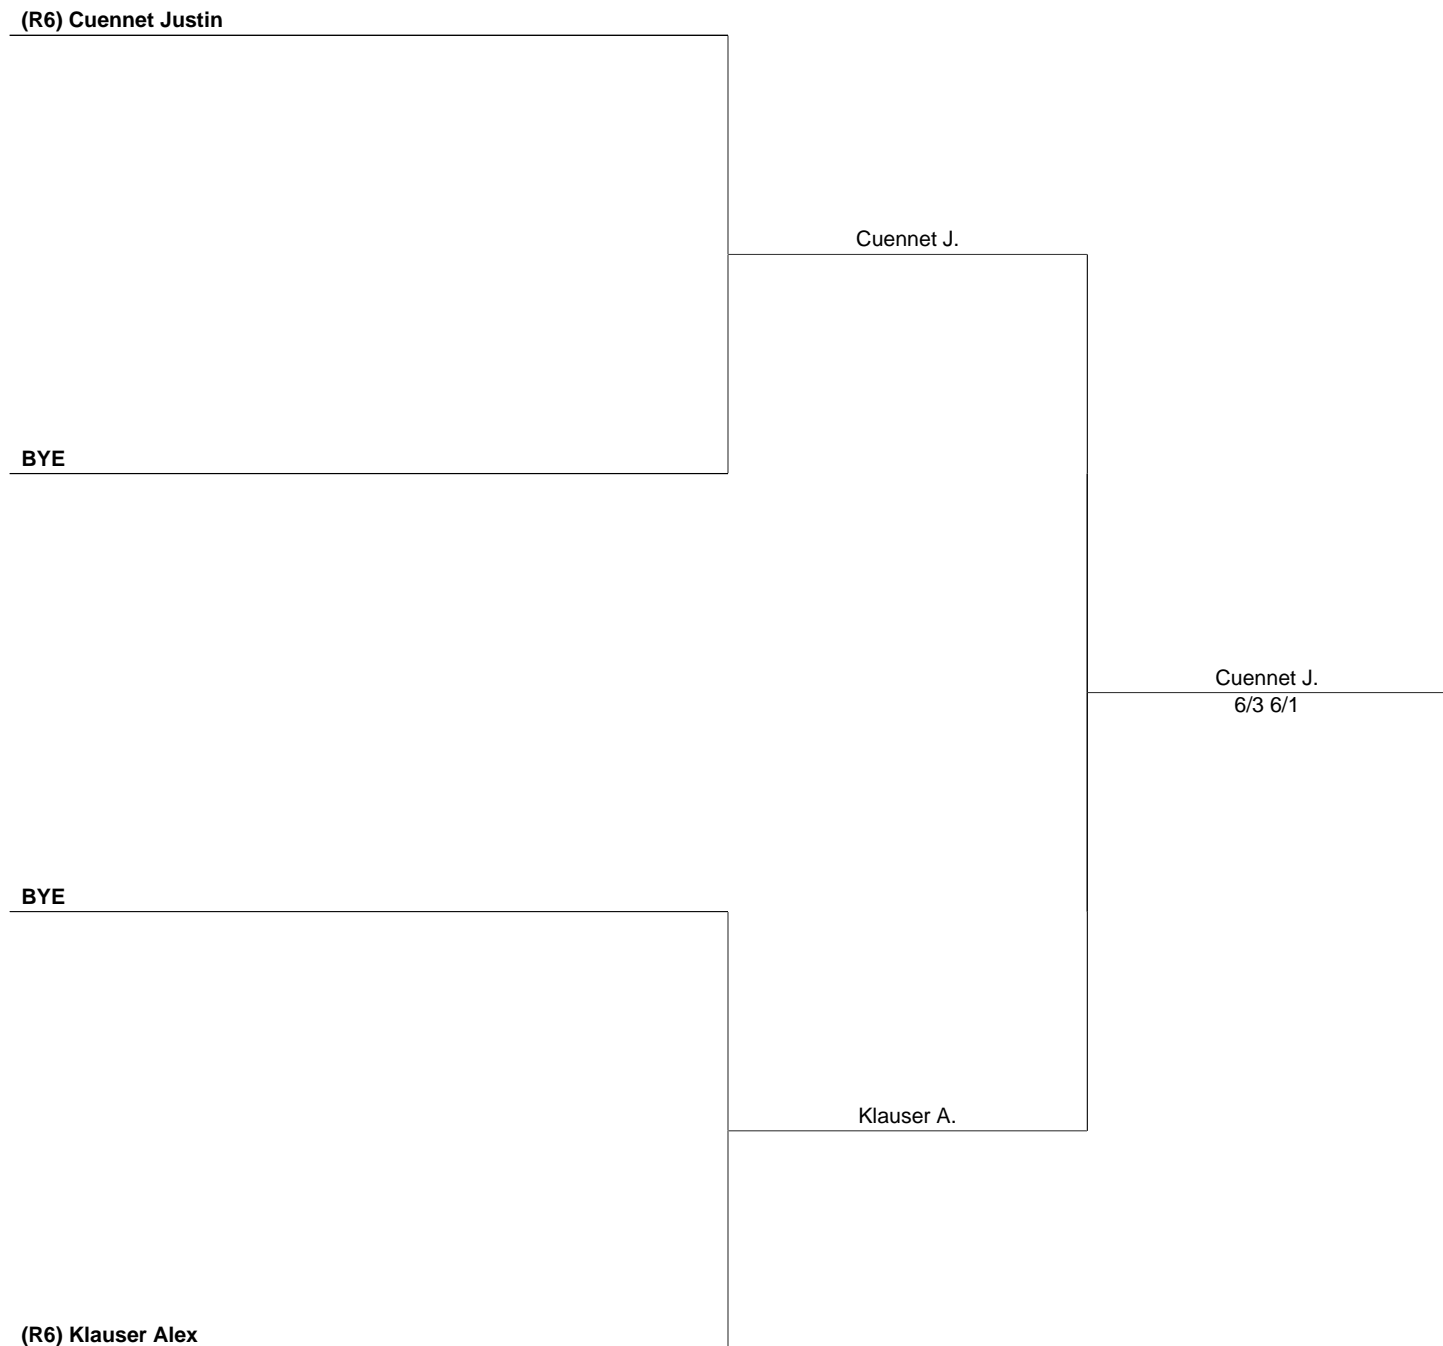 (R6) Cuennet Justin
Cuennet J.
BYE
Cuennet J.
6/3 6/1
BYE
Klauser A.
(R6) Klauser Alex